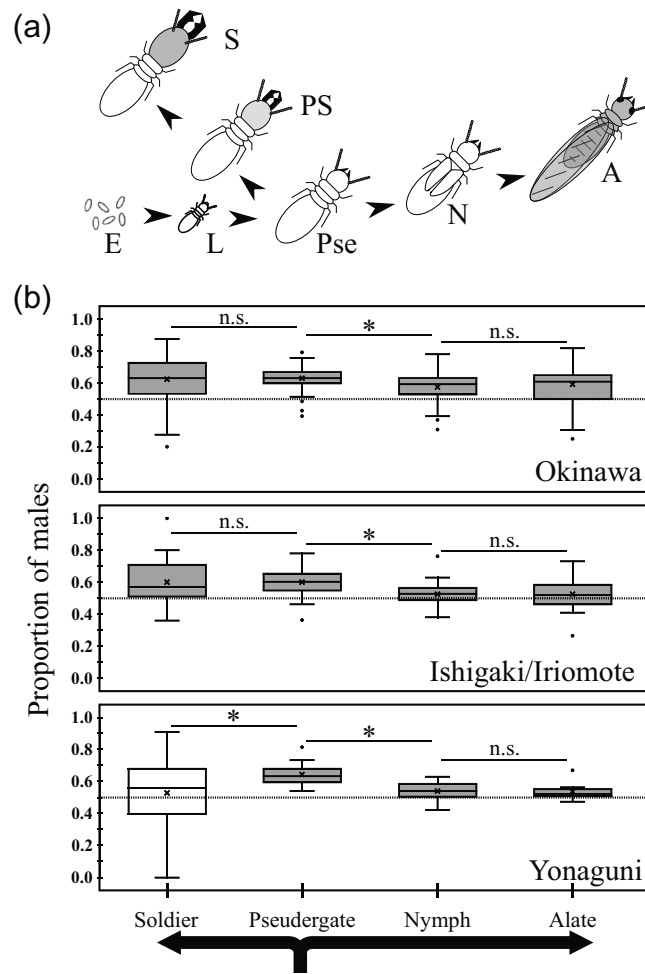 (a)
S
PS
A
N
Pse
E
L
(b)
Proportion of males
1.0
0.8
0.6
0.4
0.2
0.0
n.s.
*
n.s.
Okinawa
1.0
0.8
0.6
0.4
0.2
0.0
n.s.
*
n.s.
Ishigaki/Iriomote
1.0
0.8
0.6
0.4
0.2
0.0
*
*
n.s.
Yonaguni
Soldier Pseudergate Nymph Alate